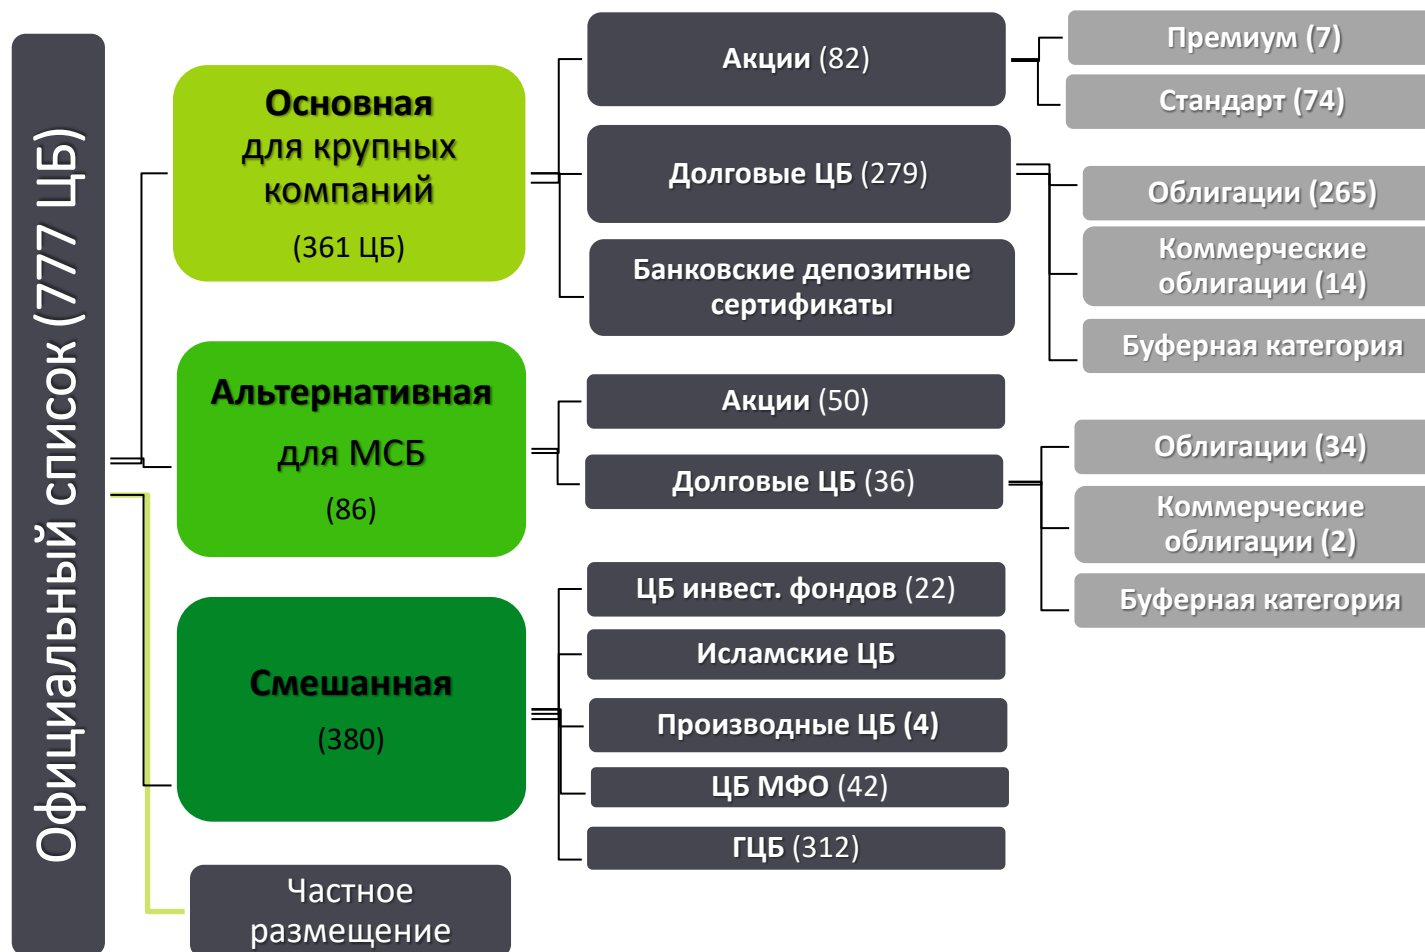 Официальный список (777 ЦБ)
Основная
для крупных
компаний
(361 ЦБ)
Акции (82)
Премиум (7)
Стандарт (74)
Долговые ЦБ (279)
Облигации (265)
Коммерческие
облигации (14)
Буферная категория
Банковские депозитные
сертификаты
Альтернативная
для МСБ
(86)
Акции (50)
Долговые ЦБ (36)
Облигации (34)
Коммерческие
облигации (2)
Буферная категория
Смешанная
(380)
ЦБ инвест. фондов (22)
Исламские ЦБ
Производные ЦБ (4)
ЦБ МФО (42)
ГЦБ (312)
Частное
размещение